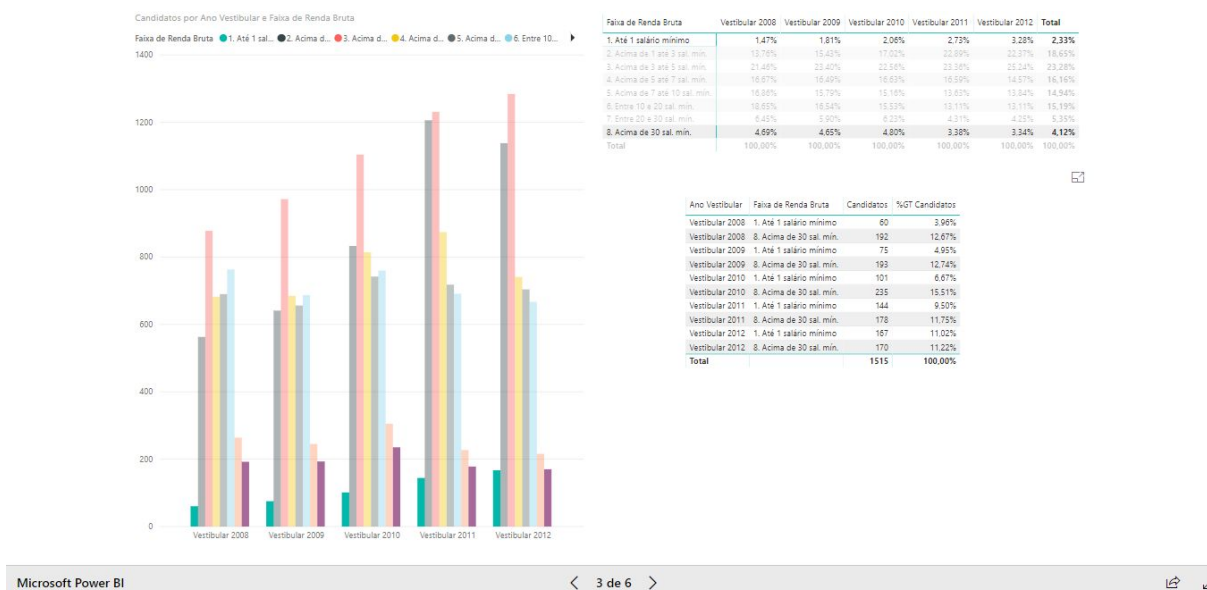 Candidatos por Ano Vestibular e Faixa de Renda Bruta
Faixa de Renda Bruta 1. Até 1 sal... 2. Acima d... 3. Acima d... 4. Acima d... 5. Acima d... 6. Entre 10...
1400
1200
1000
800
600
400
200
0
Vestibular 2008 Vestibular 2009 Vestibular 2010 Vestibular 2011 Vestibular 2012
Faixa de Renda Bruta Vestibular 2008 Vestibular 2009 Vestibular 2010 Vestibular 2011 Vestibular 2012 Total
1. Até 1 salário mínimo 1,47% 1,81% 2,06% 2,73% 3,28% 2,33%
2. Acima de 1 até 3 sal. mín. 13,76% 15,43% 17,02% 22,89% 22,37% 18,65%
3. Acima de 3 até 5 sal. mín. 21,46% 23,40% 22,58% 23,36% 25,24% 23,28%
4. Acima de 5 até 7 sal. mín. 16,67% 16,49% 16,63% 16,59% 14,57% 16,16%
5. Acima de 7 até 10 sal. mín. 16,86% 15,79% 15,16% 13,63% 13,84% 14,94%
6. Entre 10 e 20 sal. mín. 18,65% 16,54% 15,53% 13,11% 13,11% 15,19%
7. Entre 20 e 30 sal. mín. 6,45% 5,90% 6,23% 4,31% 4,25% 5,35%
8. Acima de 30 sal. mín. 4,69% 4,65% 4,80% 3,38% 3,34% 4,12%
Total 100,00% 100,00% 100,00% 100,00% 100,00% 100,00%
Ano Vestibular Faixa de Renda Bruta Candidatos %GT Candidatos
Vestibular 2008 1. Até 1 salário mínimo 60 3,96%
Vestibular 2008 8. Acima de 30 sal. mín. 192 12,67%
Vestibular 2009 1. Até 1 salário mínimo 75 4,95%
Vestibular 2009 8. Acima de 30 sal. mín. 193 12,74%
Vestibular 2010 1. Até 1 salário mínimo 101 6,67%
Vestibular 2010 8. Acima de 30 sal. mín. 235 15,51%
Vestibular 2011 1. Até 1 salário mínimo 144 9,50%
Vestibular 2011 8. Acima de 30 sal. mín. 178 11,75%
Vestibular 2012 1. Até 1 salário mínimo 167 11,02%
Vestibular 2012 8. Acima de 30 sal. mín. 170 11,22%
Total 1515 100,00%
Microsoft Power BI 3 de 6